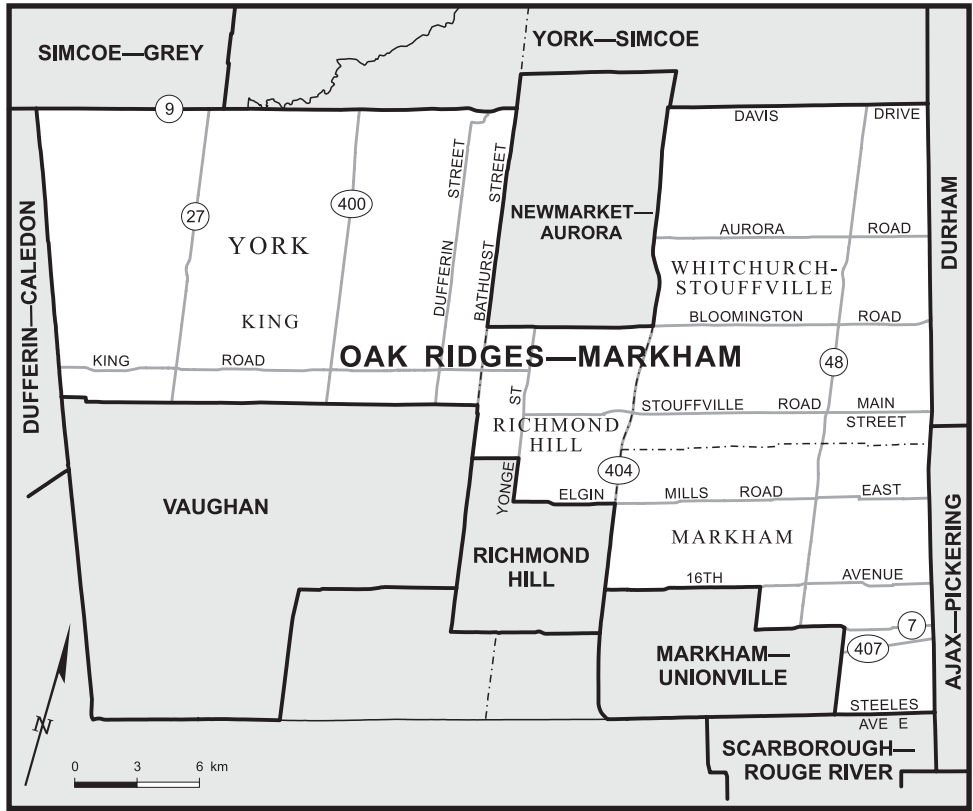 SIMCOE—GREY
YORK—SIMCOE
9
DAVIS DRIVE
27
400
DUFFERIN STREET
BATHURST STREET
NEWMARKET—
AURORA
DUFFERIN—CALEDON
DURHAM
YORK
AURORA ROAD
WHITCHURCH-
STOUFFVILLE
KING
BLOOMINGTON ROAD
KING ROAD
OAK RIDGES—MARKHAM
48
YONGE ST
STOUFFVILLE ROAD MAIN
STREET
RICHMOND
HILL
404
VAUGHAN
ELGIN MILLS ROAD EAST
MARKHAM
RICHMOND
HILL
16TH AVENUE
AJAX—PICKERING
7
407
MARKHAM—
UNIONVILLE
STEELES
AVE E
SCARBOROUGH—
ROUGE RIVER
N
0 3 6 km